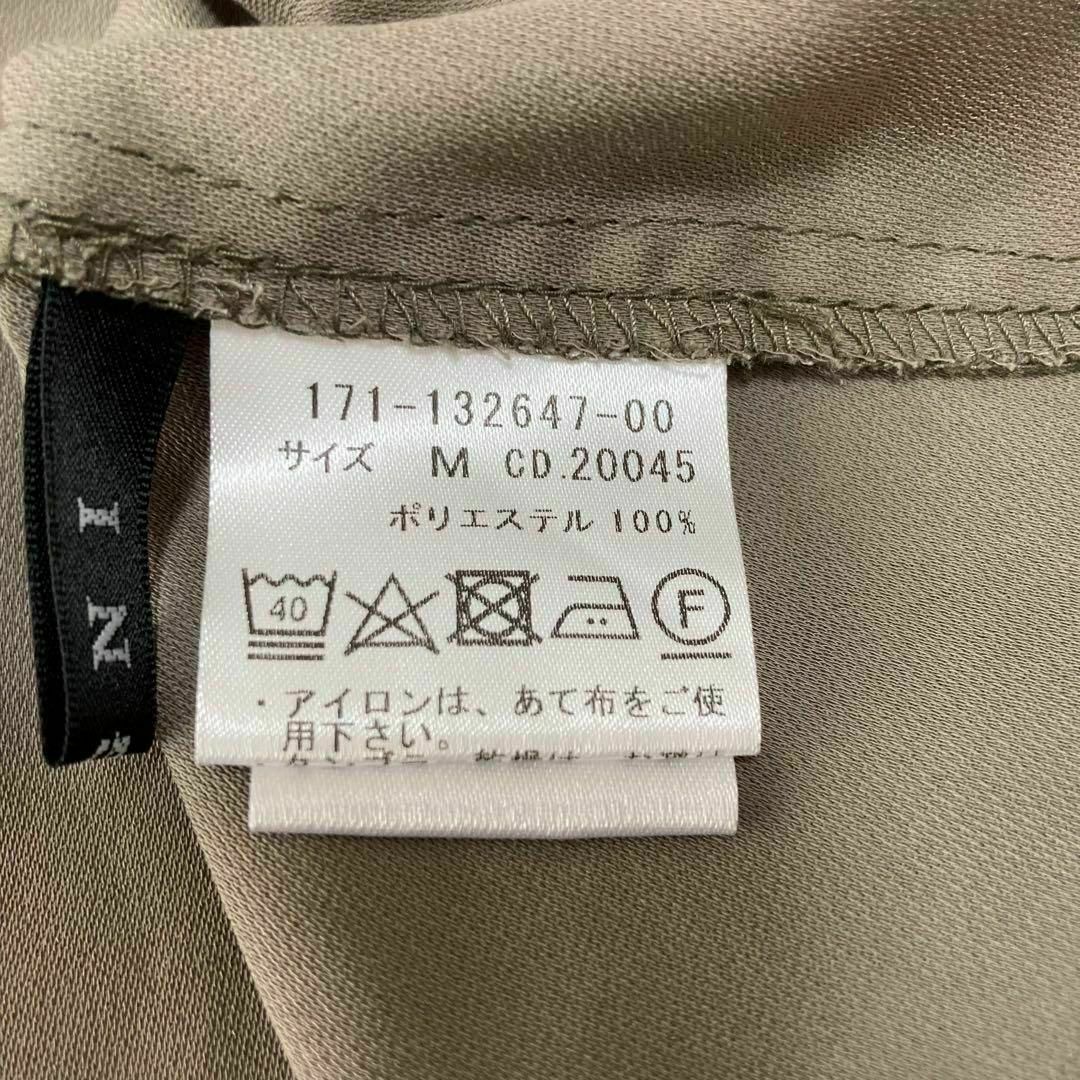 171-132647-00
サイズ M CD.20045
ポリエステル 100%
40 F
・アイロンは、あて布をご使
用下さい。
I N